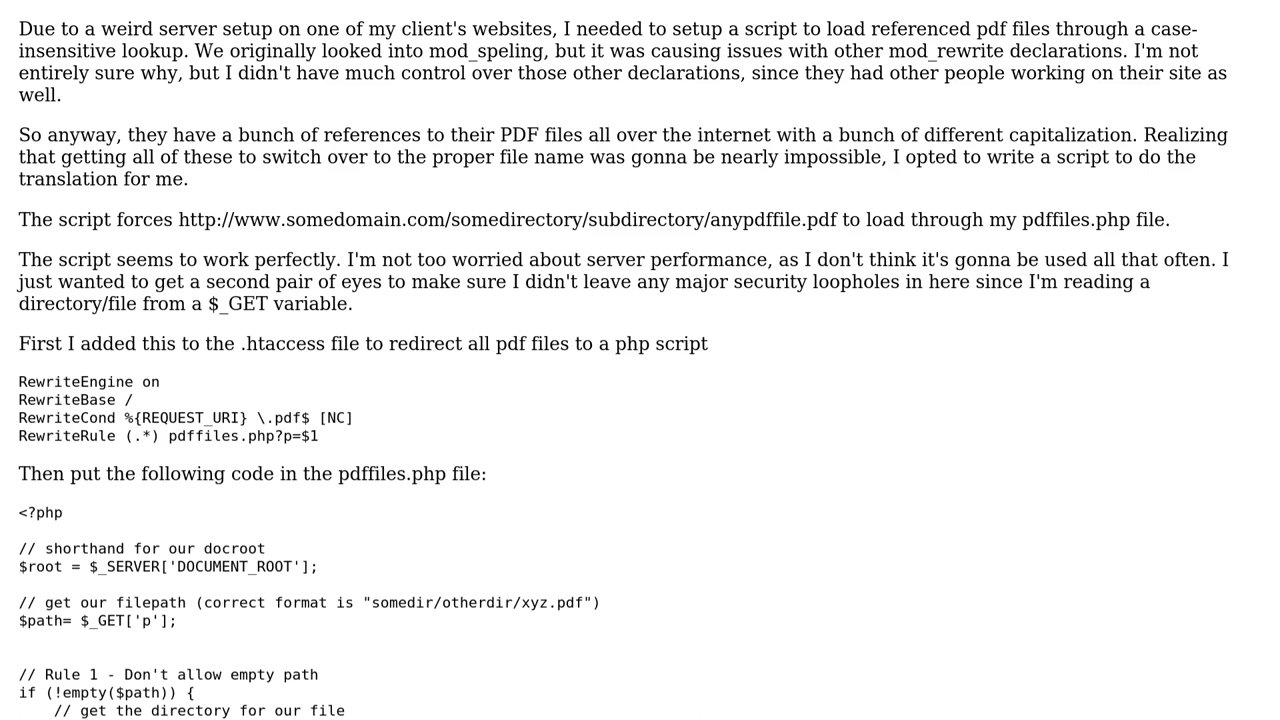 Due to a weird server setup on one of my client's websites, I needed to setup a script to load referenced pdf files through a case-
insensitive lookup. We originally looked into mod_speling, but it was causing issues with other mod_rewrite declarations. I'm not
entirely sure why, but I didn't have much control over those other declarations, since they had other people working on their site as
well.
So anyway, they have a bunch of references to their PDF files all over the internet with a bunch of different capitalization. Realizing
that getting all of these to switch over to the proper file name was gonna be nearly impossible, I opted to write a script to do the
translation for me.
The script forces http://www.somedomain.com/somedirectory/subdirectory/anypdffile.pdf to load through my pdffiles.php file.
The script seems to work perfectly. I'm not too worried about server performance, as I don't think it's gonna be used all that often. I
just wanted to get a second pair of eyes to make sure I didn't leave any major security loopholes in here since I'm reading a
directory/file from a $_GET variable.
First I added this to the .htaccess file to redirect all pdf files to a php script
RewriteEngine on
RewriteBase /
RewriteCond %{REQUEST_URI} \.pdf$ [NC]
RewriteRule (.*) pdffiles.php?p=$1
Then put the following code in the pdffiles.php file:
<?php
// shorthand for our docroot
$root = $_SERVER['DOCUMENT_ROOT'];
// get our filepath (correct format is "somedir/otherdir/xyz.pdf")
$path= $_GET['p'];
// Rule 1 - Don't allow empty path
if (!empty($path)) {
    // get the directory for our file